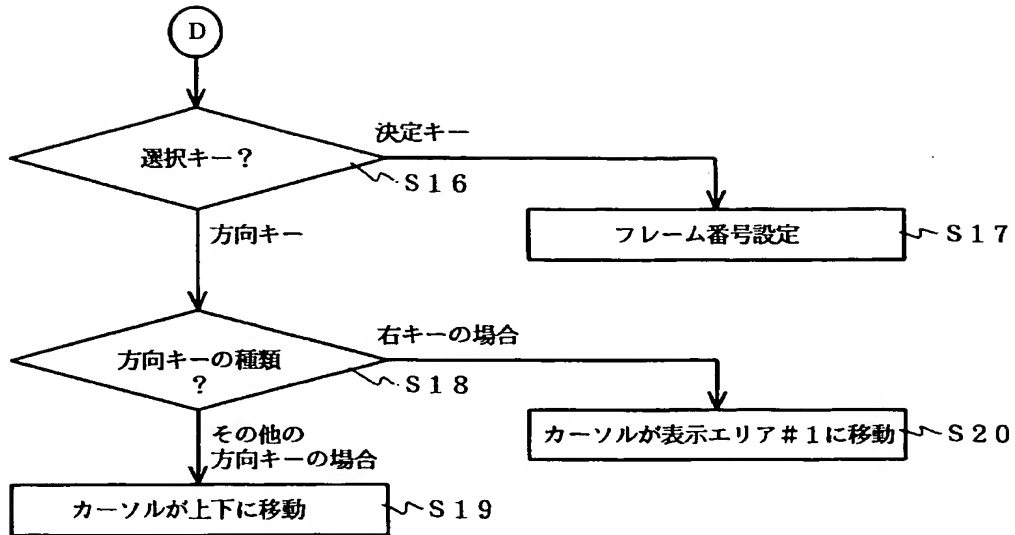 D
選択キー?
決定キー
S16
方向キー
フレーム番号設定
S17
方向キーの種類
?
右キーの場合
S18
その他の
方向キーの場合
カーソルが表示エリア#1に移動
S20
カーソルが上下に移動
S19